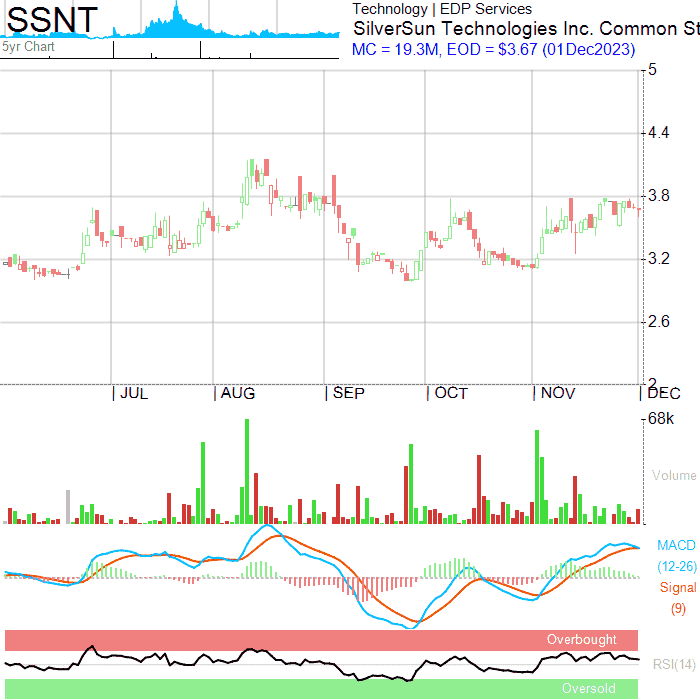 SSNT
5yr Chart
Technology | EDP Services
SilverSun Technologies Inc. Common St
MC = 19.3M, EOD = $3.67 (01Dec2023)
5
4.4
3.8
3.2
2.6
2
| JUL | AUG | SEP | OCT | NOV | DEC
68k
Volume
MACD
(12-26)
Signal
(9)
Overbought
RSI(14)
Oversold